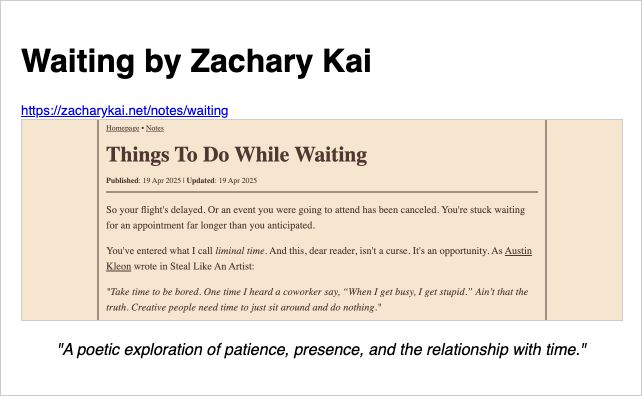 Waiting by Zachary Kai
https://zacharykai.net/notes/waiting
Homepage • Notes
Things To Do While Waiting
Published: 19 Apr 2025 | Updated: 19 Apr 2025
So your flight's delayed. Or an event you were going to attend has been canceled. You're stuck waiting
for an appointment far longer than you anticipated.
You've entered what I call liminal time. And this, dear reader, isn't a curse. It's an opportunity. As Austin
Kleon wrote in Steal Like An Artist:
"Take time to be bored. One time I heard a coworker say, “When I get busy, I get stupid.” Ain’t that the
truth. Creative people need time to just sit around and do nothing."
"A poetic exploration of patience, presence, and the relationship with time."